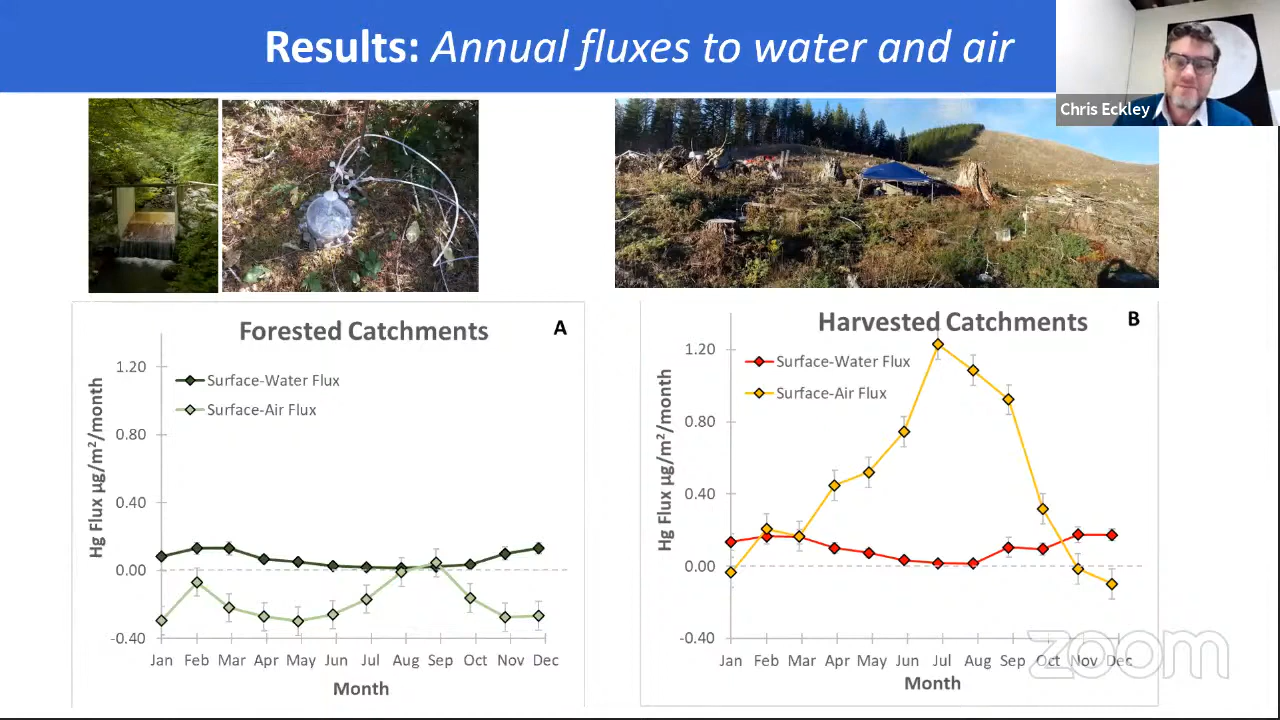 Results: Annual fluxes to water and air
Chris Eckley
Forested Catchments
A
Surface-Water Flux
Surface-Air Flux
Hg Flux µg/m²/month
1.20
0.80
0.40
0.00
-0.40
Jan Feb Mar Apr May Jun Jul Aug Sep Oct Nov Dec
Month
Harvested Catchments
B
Surface-Water Flux
Surface-Air Flux
Hg Flux µg/m²/month
1.20
0.80
0.40
0.00
-0.40
Jan Feb Mar Apr May Jun Jul Aug Sep Oct Nov Dec
Month
zoom